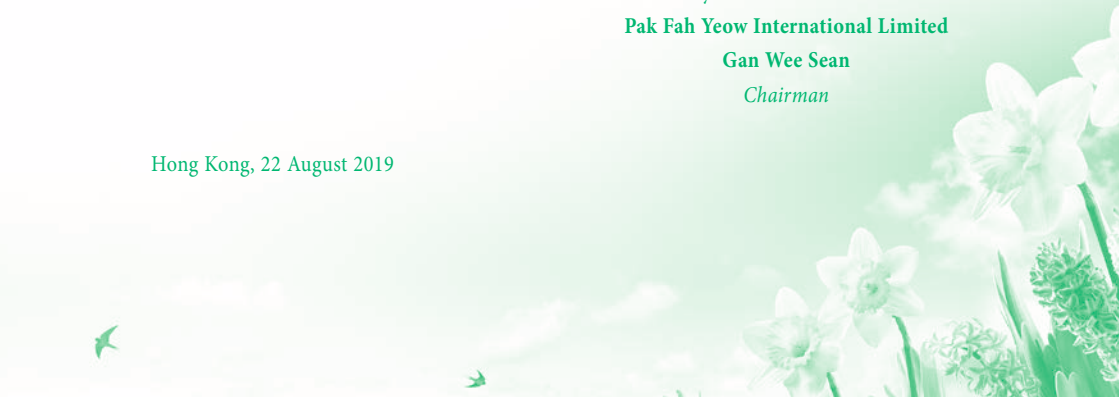 Pak Fah Yeow International Limited
Gan Wee Sean
Chairman
Hong Kong, 22 August 2019